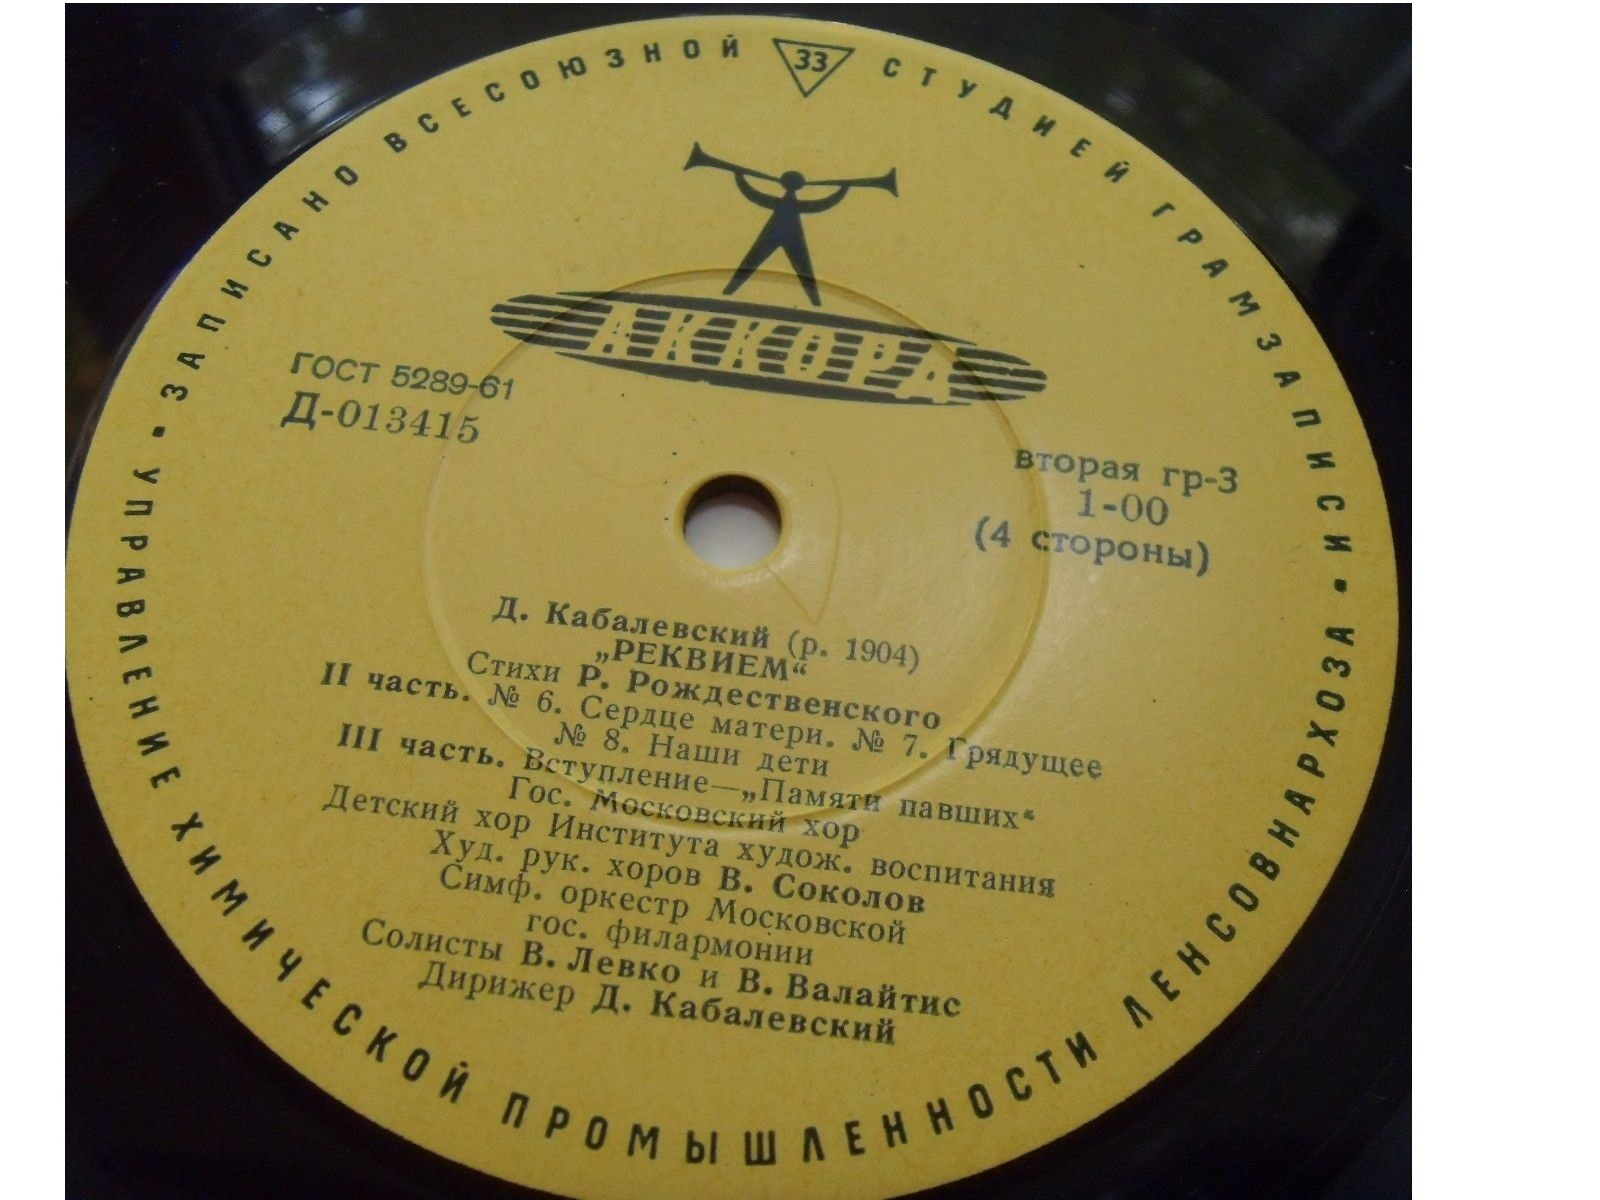 ЗАПИСАНО ВСЕСОЮЗНОЙ 33 СТУДИЕЙ ГРАМЗАПИСИ
АККОРД
ГОСТ 5289-61
Д-013415
вторая гр-3
1-00
(4 стороны)
Д. Кабалевский (р. 1904)
„РЕКВИЕМ“
Стихи Р. Рождественского
II часть. № 6. Сердце матери. № 7. Грядущее
№ 8. Наши дети
III часть. Вступление—„Памяти павших“
Гос. Московский хор
Детский хор Института худож. воспитания
Худ. рук. хоров В. Соколов
Симф. оркестр Московской
гос. филармонии
Солисты В. Левко и В. Валайтис
Дирижер Д. Кабалевский
• УПРАВЛЕНИЕ ХИМИЧЕСКОЙ ПРОМЫШЛЕННОСТИ ЛЕНСОВНАРХОЗА •